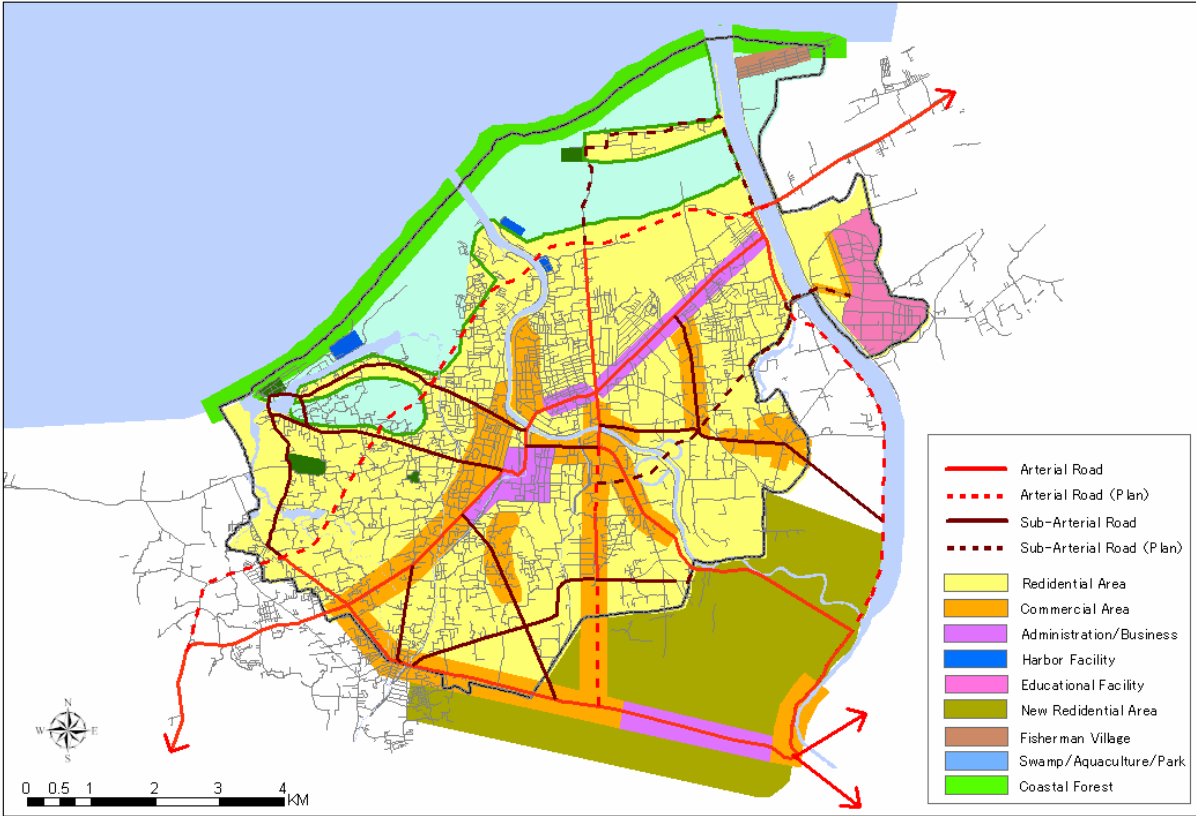 Arterial Road
Arterial Road (Plan)
Sub-Arterial Road
Sub-Arterial Road (Plan)
Redidential Area
Commercial Area
Administration/Business
Harbor Facility
Educational Facility
New Residential Area
Fisherman Village
Swamp/Aquaculture/Park
Coastal Forest
N
W E
S
0 0.5 1 2 3 4
KM